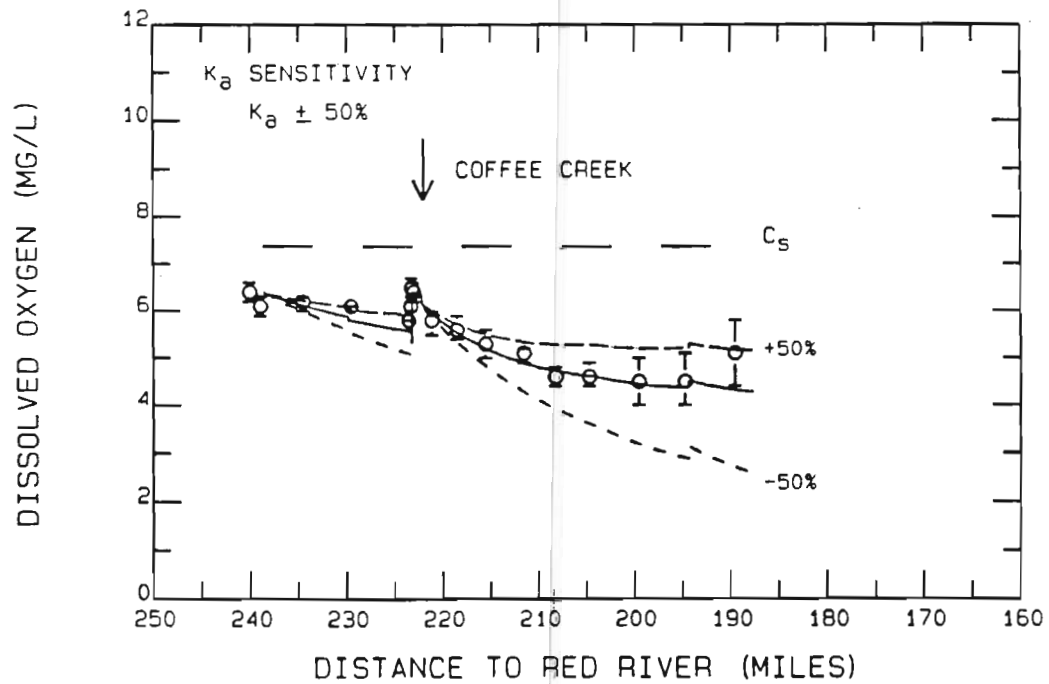 12
10
8
6
4
2
0
DISSOLVED OXYGEN (MG/L)
Ka SENSITIVITY
Ka ± 50%
COFFEE CREEK
Cs
+50%
-50%
250 240 230 220 210 200 190 180 170 160
DISTANCE TO RED RIVER (MILES)